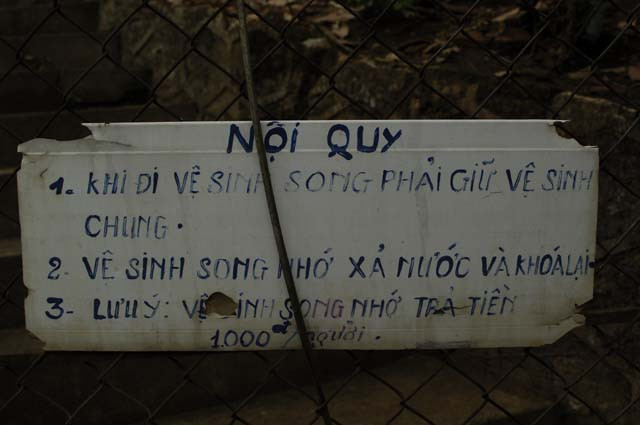 NỘI QUY
1. KHI ĐI VỆ SINH SONG PHẢI GIỮ VỆ SINH
CHUNG.
2- VỆ SINH SONG NHỚ XẢ NƯỚC VÀ KHOÁ LẠI.
3- LƯU Ý: VỆ SINH SONG NHỚ TRẢ TIỀN
1.000đ/người.